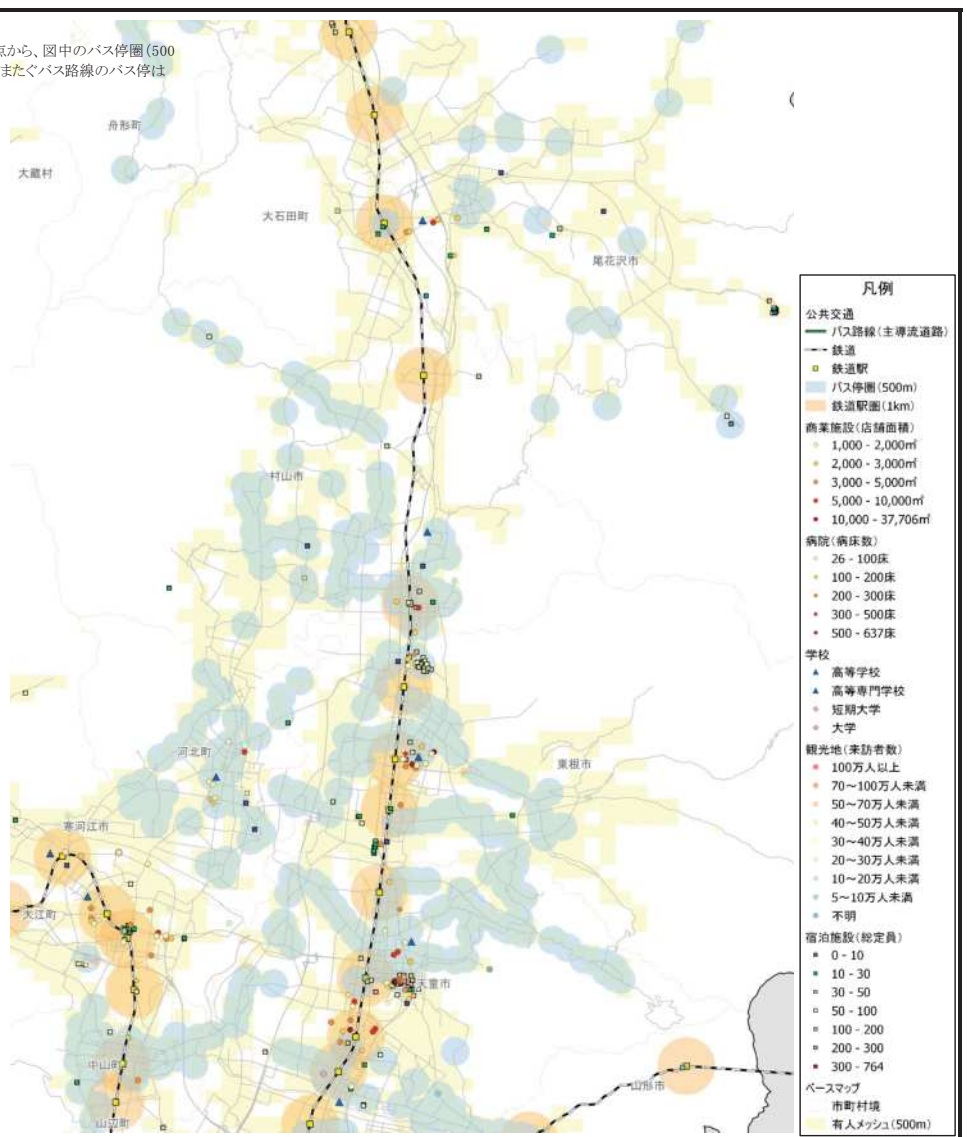 点から、図中のバス停圏(500
またぐバス路線のバス停は
舟形町
大蔵村
大石田町
尾花沢市
村山市
河北町
東根市
寒河江市
大江町
天童市
中山町
山形市
山辺町
凡例
公共交通
バス路線(主導流道路)
鉄道
鉄道駅
バス停圏(500m)
鉄道駅圏(1km)
商業施設(店舗面積)
1,000 - 2,000㎡
2,000 - 3,000㎡
3,000 - 5,000㎡
5,000 - 10,000㎡
10,000 - 37,706㎡
病院(病床数)
26 - 100床
100 - 200床
200 - 300床
300 - 500床
500 - 637床
学校
高等学校
高等専門学校
短期大学
大学
観光地(来訪者数)
100万人以上
70～100万人未満
50～70万人未満
40～50万人未満
30～40万人未満
20～30万人未満
10～20万人未満
5～10万人未満
不明
宿泊施設(総定員)
0 - 10
10 - 30
30 - 50
50 - 100
100 - 200
200 - 300
300 - 764
ベースマップ
市町村境
有人メッシュ(500m)